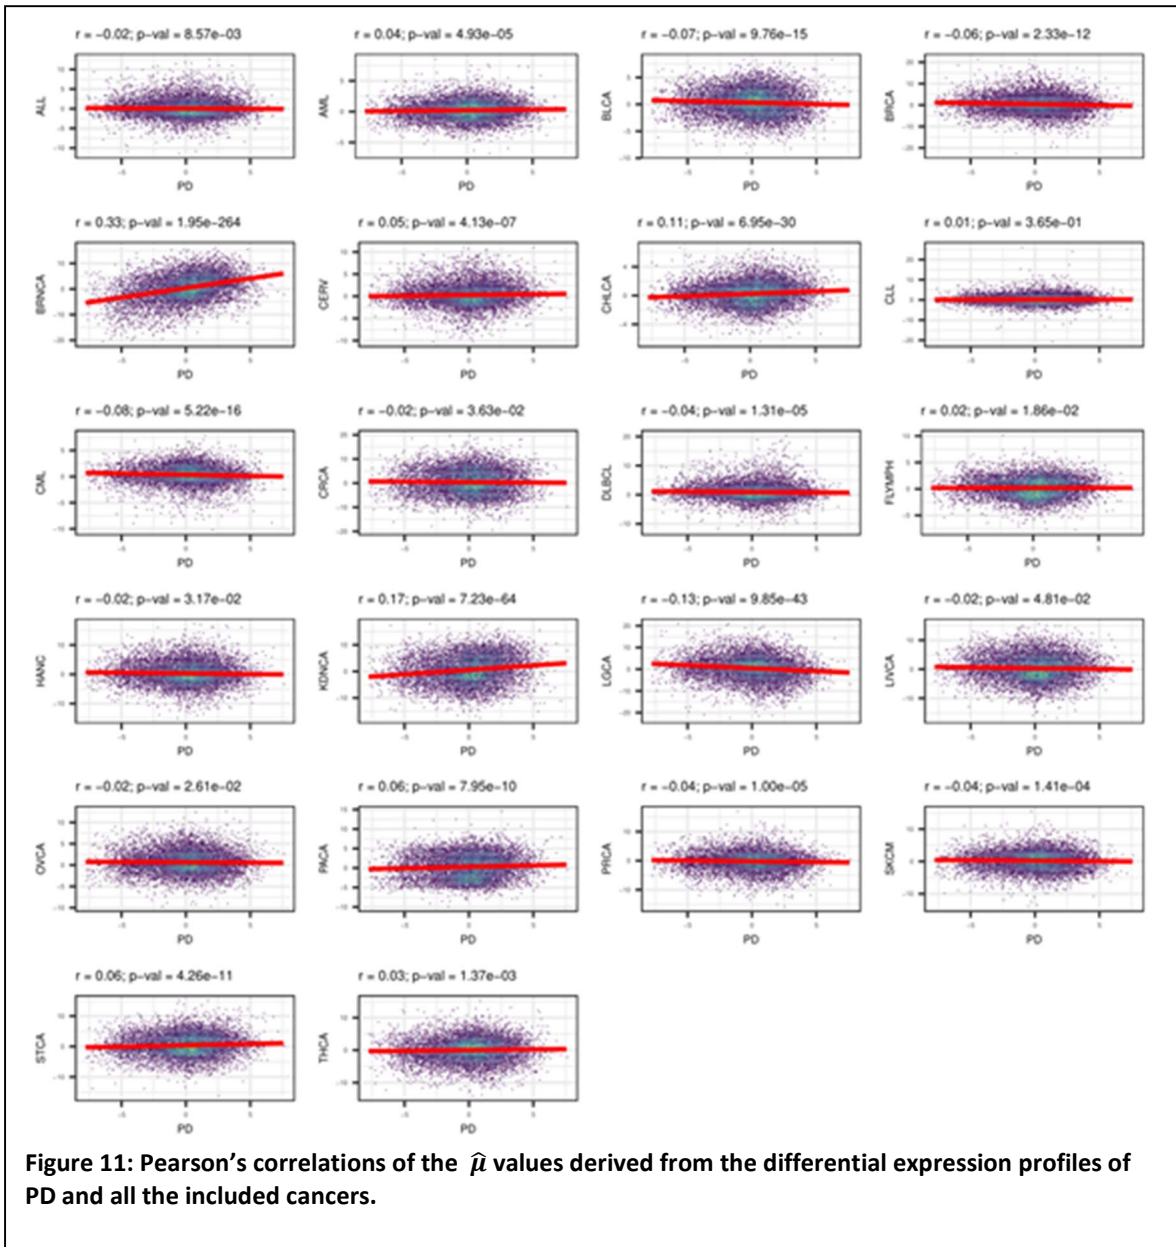 r = −0.02; p−val = 8.57e−03
r = 0.04; p−val = 4.93e−05
r = −0.07; p−val = 9.76e−15
r = −0.06; p−val = 2.33e−12
ALL
AML
BLCA
BRCA
PD
PD
PD
PD
r = 0.33; p−val = 1.95e−264
r = 0.05; p−val = 4.13e−07
r = 0.11; p−val = 6.95e−30
r = 0.01; p−val = 3.65e−01
BRNCA
CERV
CHLCA
CLL
PD
PD
PD
PD
r = −0.08; p−val = 5.22e−16
r = −0.02; p−val = 3.63e−02
r = −0.04; p−val = 1.31e−05
r = 0.02; p−val = 1.86e−02
CML
CRCA
DLBCL
FLYMPH
PD
PD
PD
PD
r = −0.02; p−val = 3.17e−02
r = 0.17; p−val = 7.23e−64
r = −0.13; p−val = 9.85e−43
r = −0.02; p−val = 4.81e−02
HANC
KDNCA
LGCA
LIVCA
PD
PD
PD
PD
r = −0.02; p−val = 2.61e−02
r = 0.06; p−val = 7.95e−10
r = −0.04; p−val = 1.00e−05
r = −0.04; p−val = 1.41e−04
OVCA
PACA
PRCA
SKCM
PD
PD
PD
PD
r = 0.06; p−val = 4.26e−11
r = 0.03; p−val = 1.37e−03
STCA
THCA
PD
PD
Figure 11: Pearson’s correlations of the μ̂ values derived from the differential expression profiles of
PD and all the included cancers.